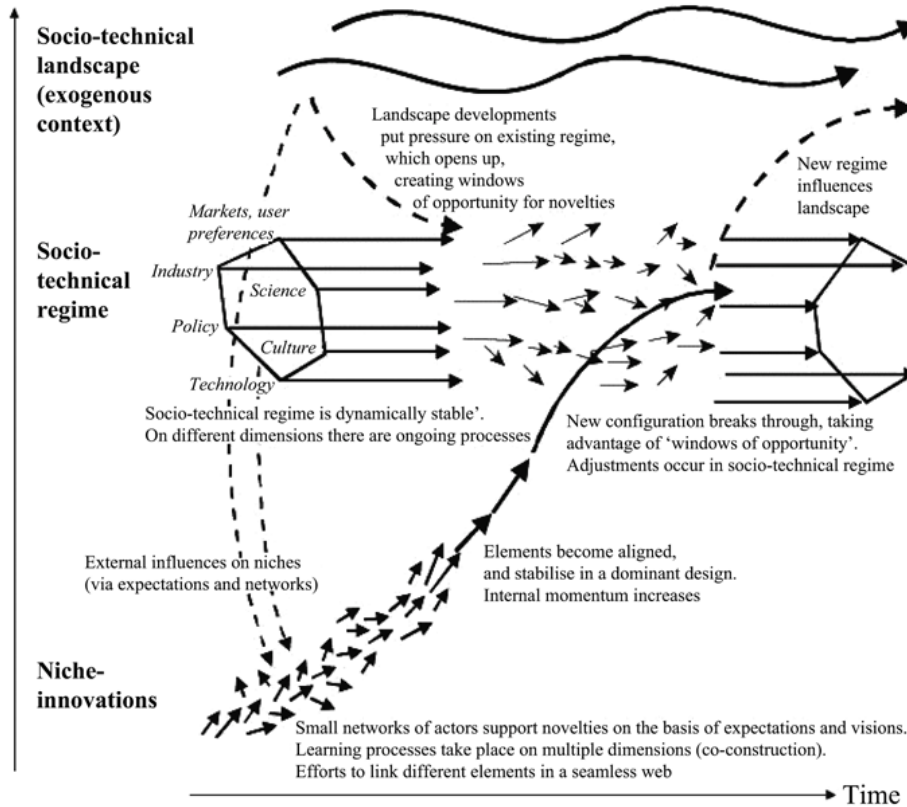 Socio-technical
landscape
(exogenous
context)
Landscape developments
put pressure on existing regime,
which opens up,
creating windows
of opportunity for novelties
New regime
influences
landscape
Markets, user
preferences
Socio-
technical
regime
Industry
Science
Policy
Culture
Technology
Socio-technical regime is dynamically stable’.
On different dimensions there are ongoing processes
New configuration breaks through, taking
advantage of ‘windows of opportunity’.
Adjustments occur in socio-technical regime
External influences on niches
(via expectations and networks)
Elements become aligned,
and stabilise in a dominant design.
Internal momentum increases
Niche-
innovations
Small networks of actors support novelties on the basis of expectations and visions.
Learning processes take place on multiple dimensions (co-construction).
Efforts to link different elements in a seamless web
Time